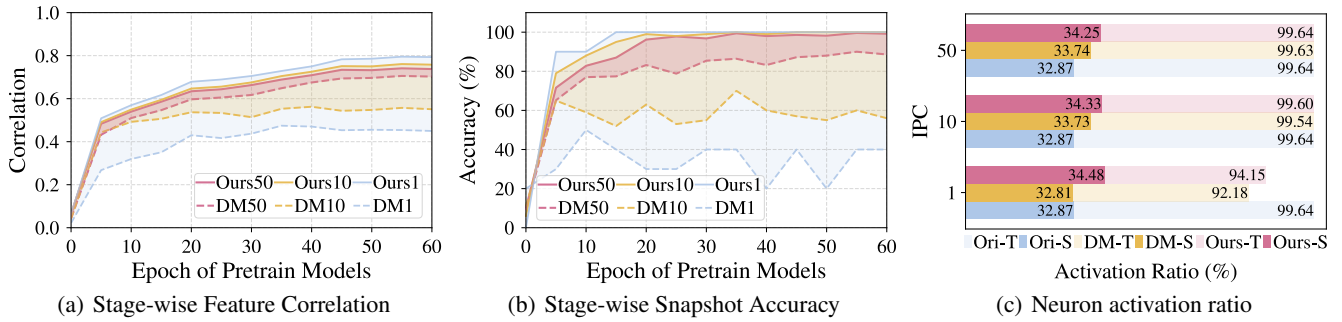 1.0
0.8
0.6
0.4
0.2
0.0
Correlation
Ours50 Ours10 Ours1
DM50 DM10 DM1
0 10 20 30 40 50 60
Epoch of Pretrain Models
(a) Stage-wise Feature Correlation
100
80
60
40
20
0
Accuracy (%)
Ours50 Ours10 Ours1
DM50 DM10 DM1
0 10 20 30 40 50 60
Epoch of Pretrain Models
(b) Stage-wise Snapshot Accuracy
IPC
50
34.25 99.64
33.74 99.63
32.87 99.64
10
34.33 99.60
33.73 99.54
32.87 99.64
1
34.48 94.15
32.81 92.18
32.87 99.64
Ori-T Ori-S DM-T DM-S Ours-T Ours-S
Activation Ratio (%)
(c) Neuron activation ratio